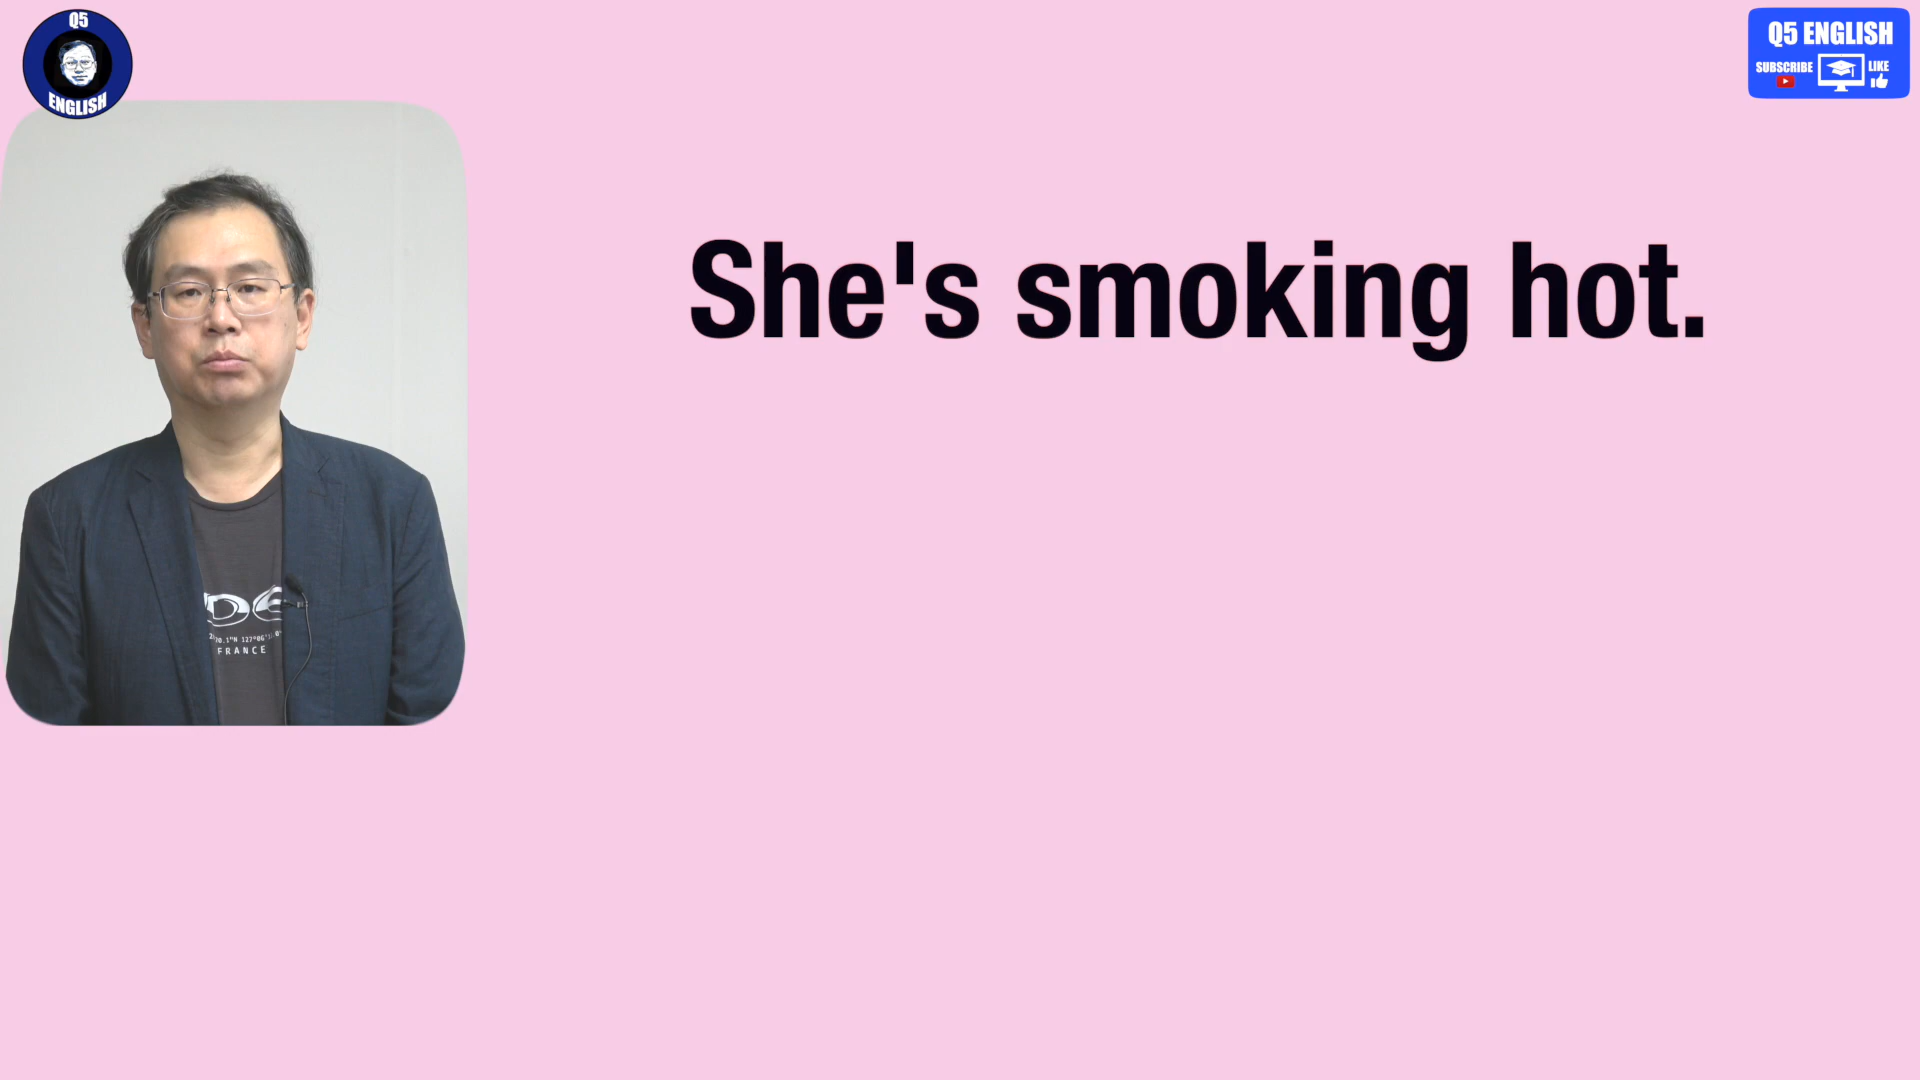 Q5
ENGLISH
Q5 ENGLISH
SUBSCRIBE
LIKE
She's smoking hot.
FRANCE